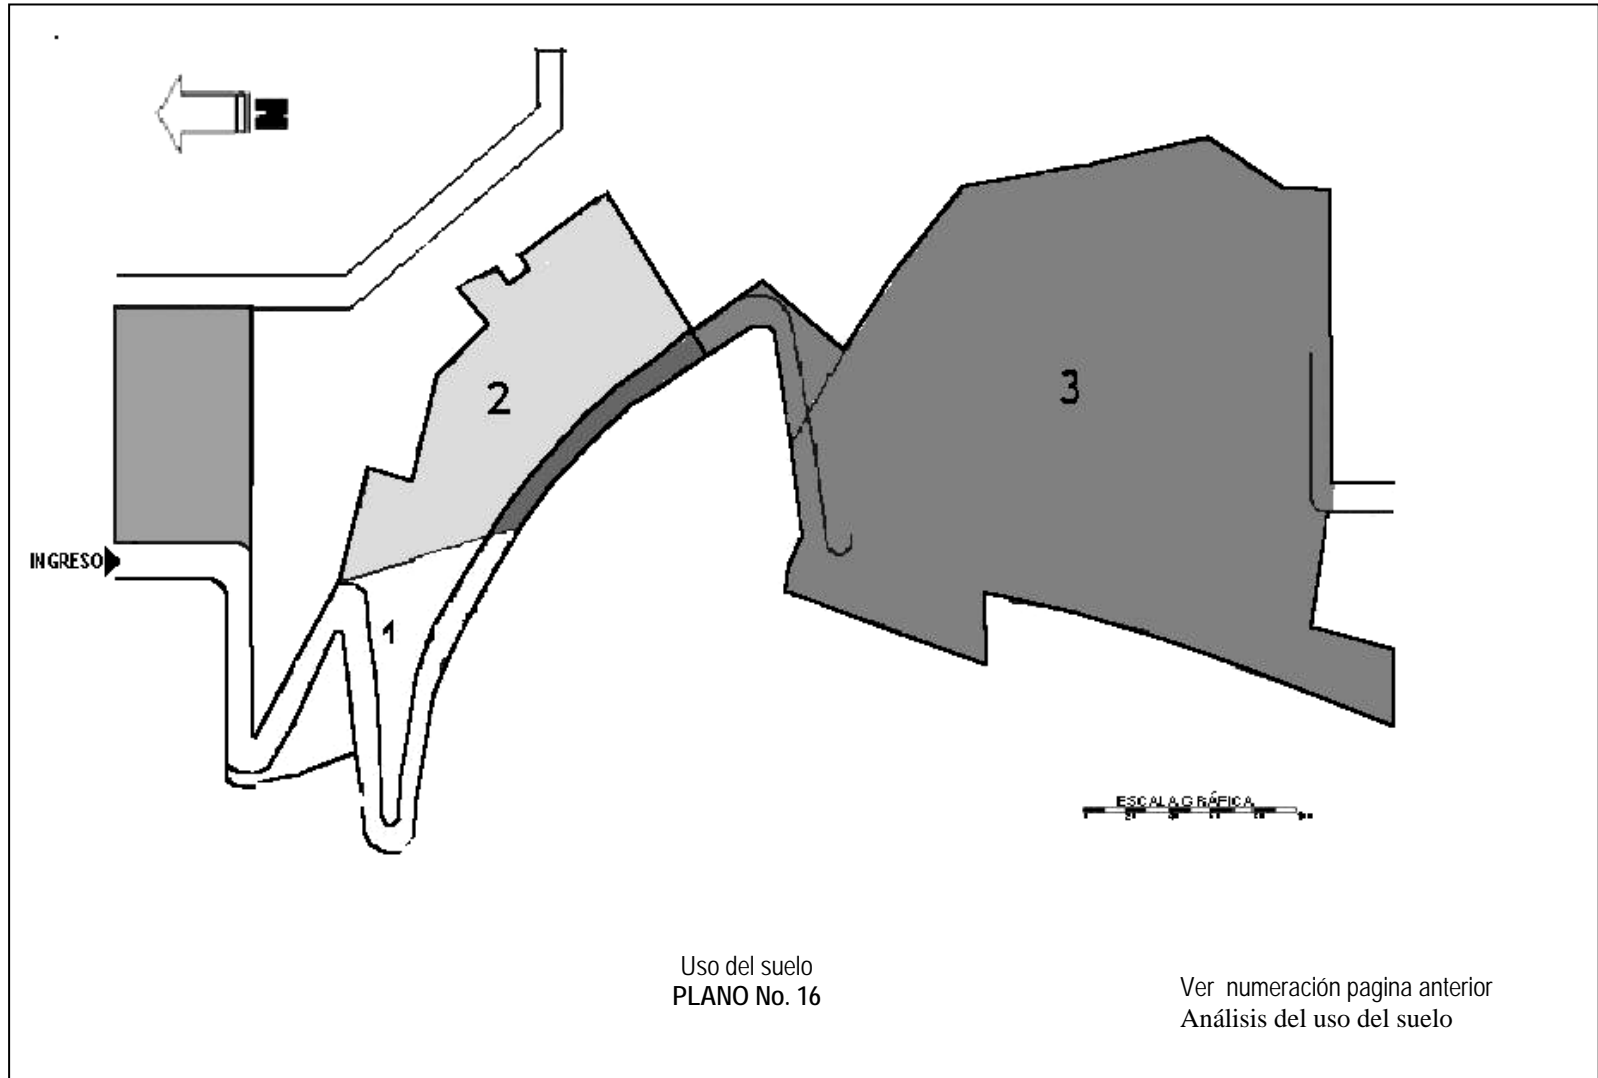 N
2
3
INGRESO
1
ESCALA GRÁFICA
Uso del suelo
PLANO No. 16
Ver numeración pagina anterior
Análisis del uso del suelo